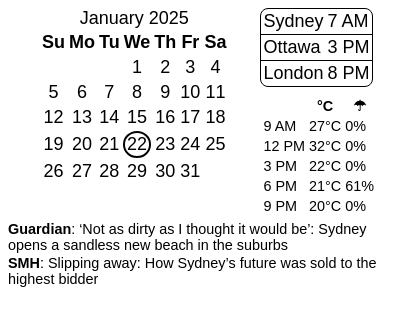 January 2025
Su Mo Tu We Th Fr Sa
1 2 3 4
5 6 7 8 9 10 11
12 13 14 15 16 17 18
19 20 21 22 23 24 25
26 27 28 29 30 31
Sydney 7 AM
Ottawa 3 PM
London 8 PM
°C ☂
9 AM 27°C 0%
12 PM 32°C 0%
3 PM 22°C 0%
6 PM 21°C 61%
9 PM 20°C 0%
Guardian: ‘Not as dirty as I thought it would be’: Sydney
opens a sandless new beach in the suburbs
SMH: Slipping away: How Sydney’s future was sold to the
highest bidder